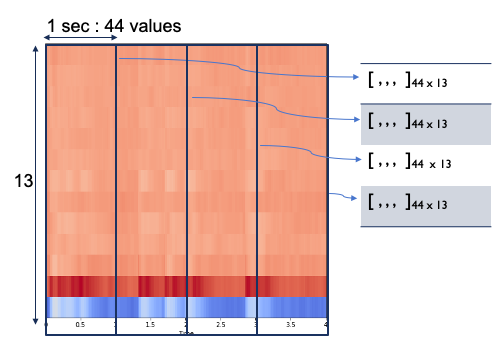 1 sec : 44 values
[ , , , ]44 x 13
[ , , , ]44 x 13
[ , , , ]44 x 13
[ , , , ]44 x 13
13
0.5 1 1.5 2 2.5 3 3.5 4
Time